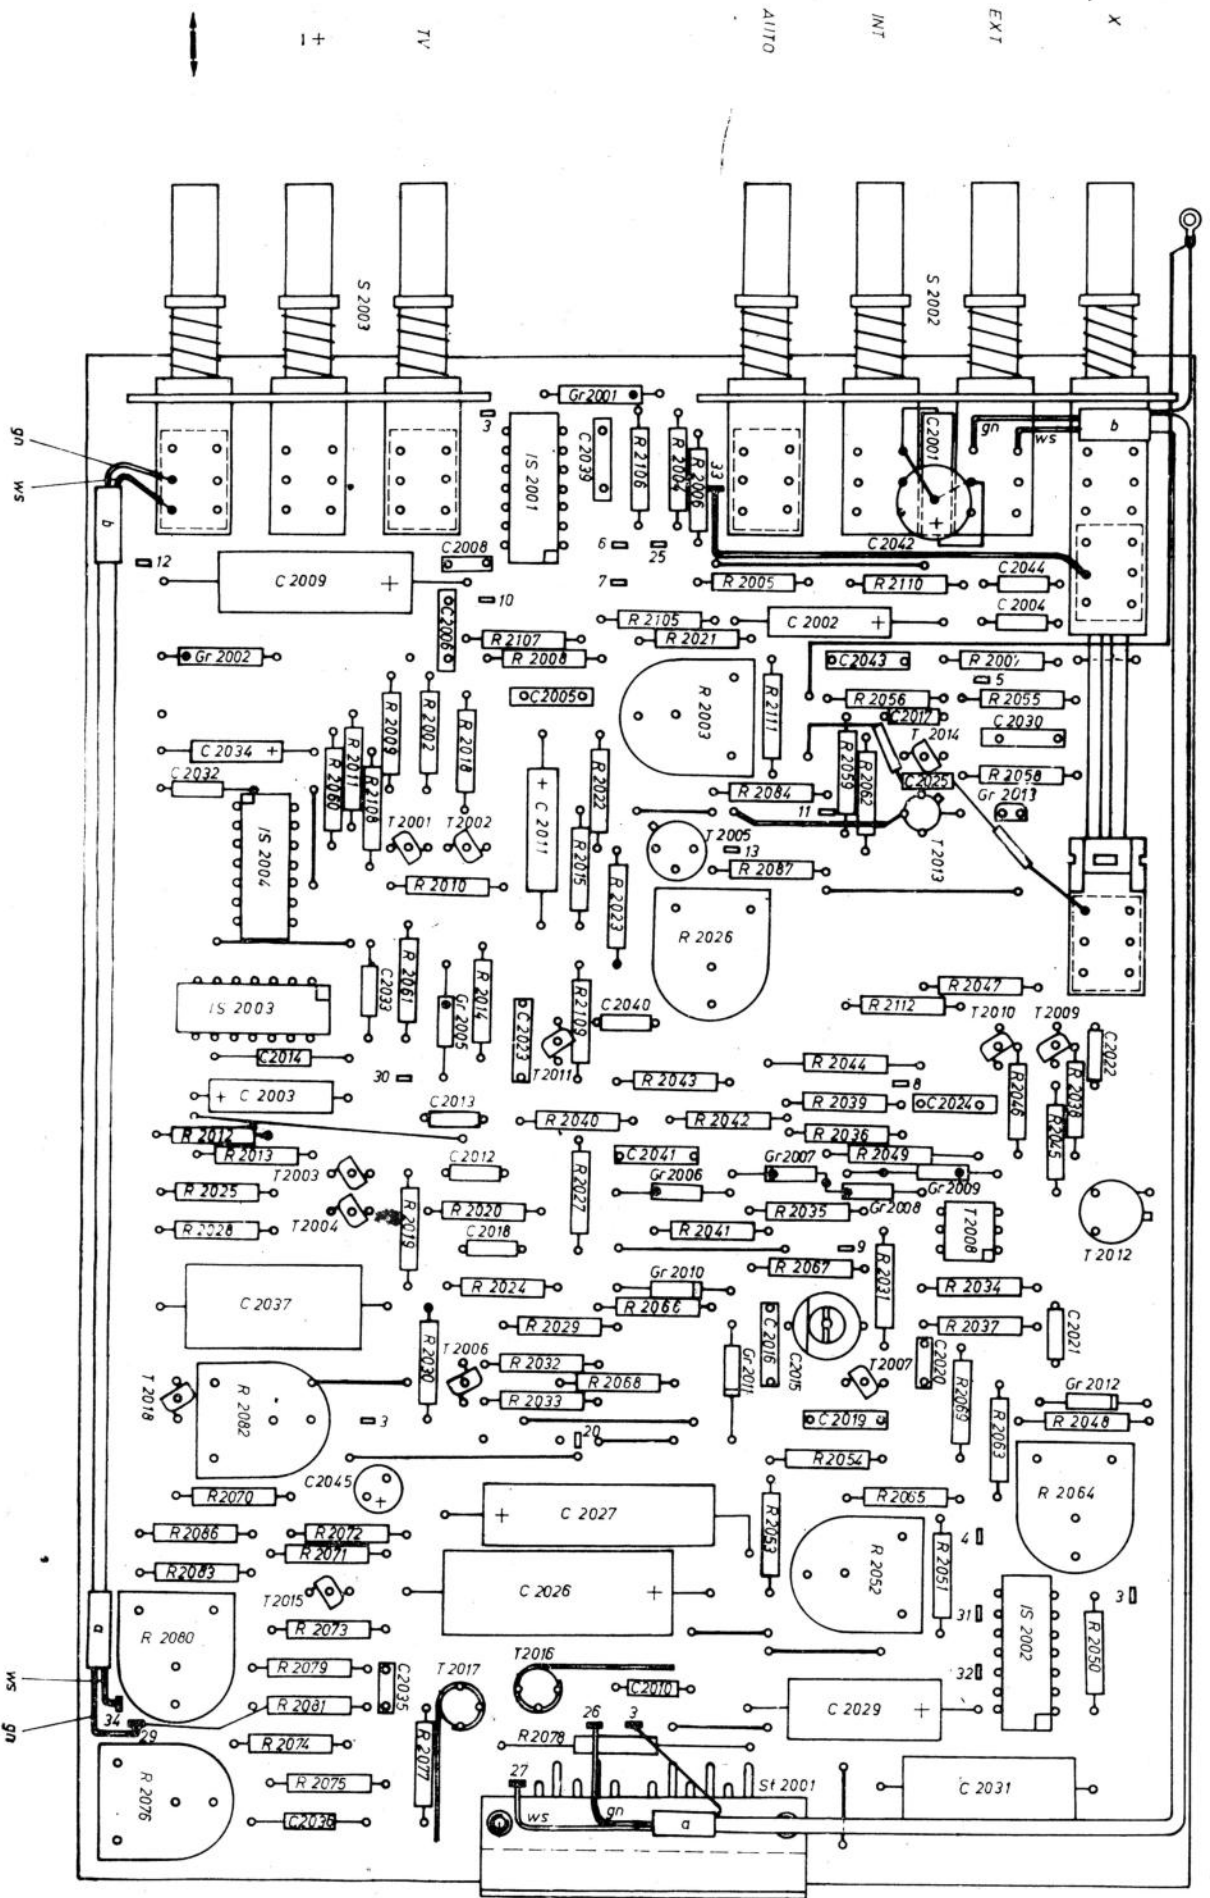 X
EXT
INT
AUTO
TV
- +
S 2003
S 2002
Gr 2001
3
b
gn
ws
C 2001
IS 2001
C 2039
R 2106
R 2004
R 2006
33
gn
ws
b
12
C 2009
C 2008
6
25
7
C 2042
R 2005
R 2110
C 2044
C 2004
10
C 2006
R 2107
R 2105
R 2021
C 2002
Gr 2002
R 2008
C 2043
5
C 2005
R 2003
R 2111
R 2056
R 2055
C 2017
C 2030
T 2014
C 2034
C 2032
R 2060
R 2011
R 2108
R 2009
R 2002
R 2018
C 2011
R 2022
R 2015
R 2023
R 2084
R 2059
R 2062
C 2025
R 2058
Gr 2013
11
T 2013
T 2001
T 2002
T 2005
13
IS 2004
R 2010
R 2087
R 2026
IS 2003
C 2033
R 2061
Gr 2005
R 2014
C 2023
R 2109
C 2040
T 2011
R 2047
R 2112
T 2010
T 2009
C 2022
C 2014
30
C 2003
C 2013
R 2043
R 2044
8
R 2039
C 2024
R 2046
R 2038
R 2045
R 2012
R 2013
R 2040
R 2042
R 2036
R 2049
T 2003
C 2012
R 2027
C 2041
Gr 2007
Gr 2006
Gr 2009
Gr 2008
R 2025
T 2004
R 2019
R 2020
R 2035
T 2008
T 2012
R 2028
C 2018
R 2041
9
R 2067
R 2031
C 2037
R 2024
Gr 2010
R 2066
R 2034
R 2029
C 2016
C 2015
R 2037
C 2021
R 2030
T 2006
R 2032
R 2068
R 2033
Gr 2011
T 2007
C 2020
R 2069
Gr 2012
R 2048
T 2018
R 2082
3
20
C 2019
R 2063
R 2054
R 2064
C 2045
R 2070
C 2027
R 2053
R 2065
R 2086
R 2072
R 2071
R 2083
C 2026
R 2052
R 2051
4
IS 2002
3
T 2015
31
R 2050
a
R 2080
R 2073
R 2079
C 2035
T 2017
T 2016
32
ws
gn
34
29
R 2081
C 2010
C 2029
26
3
R 2074
R 2077
R 2078
R 2076
R 2075
27
St 2001
C 2031
C 2036
ws
gn
a